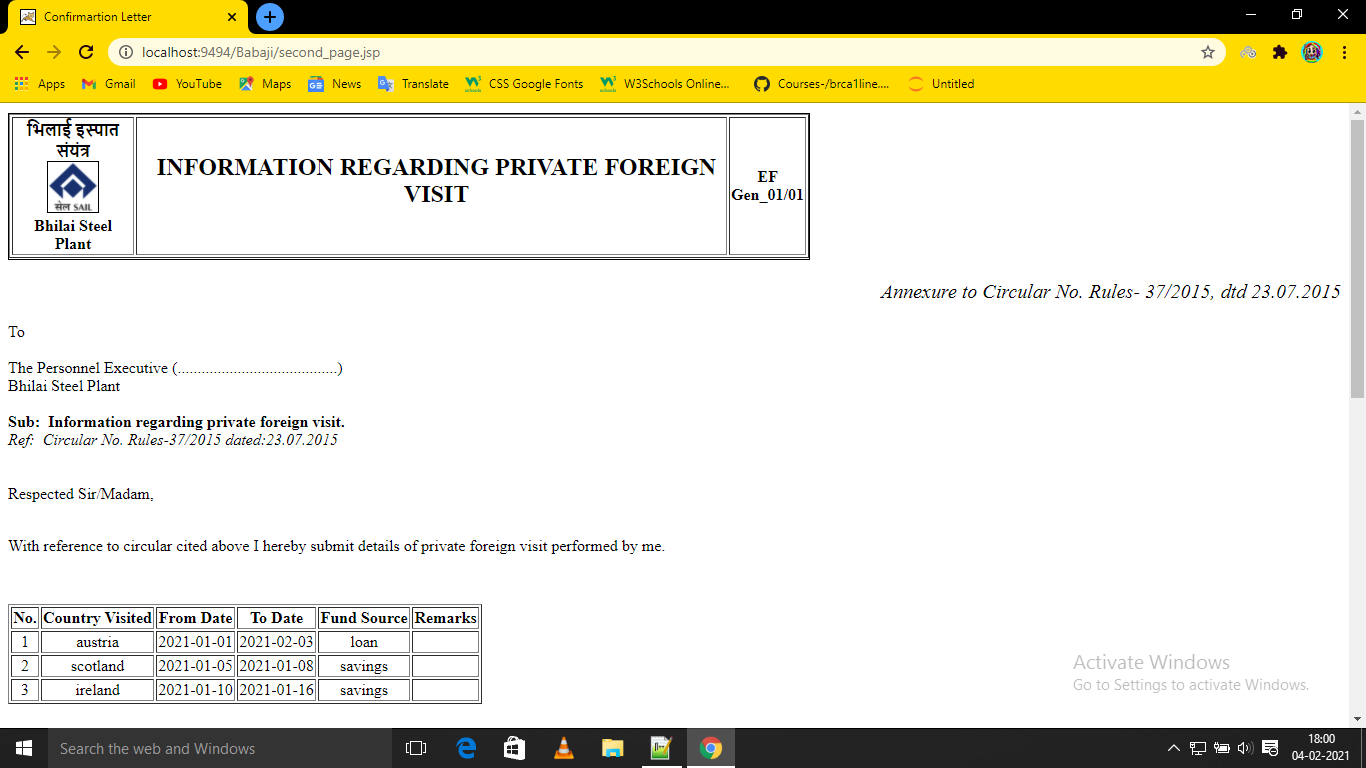 Confirmartion Letter
localhost:9494/Babaji/second_page.jsp
Apps Gmail YouTube Maps News Translate CSS Google Fonts W3Schools Online... Courses-/brca1line.... Untitled
भिलाई इस्पात
संयंत्र
सेल SAIL
Bhilai Steel
Plant
INFORMATION REGARDING PRIVATE FOREIGN
VISIT
EF
Gen_01/01
Annexure to Circular No. Rules- 37/2015, dtd 23.07.2015
To
The Personnel Executive (........................................)
Bhilai Steel Plant
Sub: Information regarding private foreign visit.
Ref: Circular No. Rules-37/2015 dated:23.07.2015
Respected Sir/Madam,
With reference to circular cited above I hereby submit details of private foreign visit performed by me.
No. Country Visited From Date To Date Fund Source Remarks
1 austria 2021-01-01 2021-02-03 loan
2 scotland 2021-01-05 2021-01-08 savings
3 ireland 2021-01-10 2021-01-16 savings
Activate Windows
Go to Settings to activate Windows.
Search the web and Windows
18:00
04-02-2021